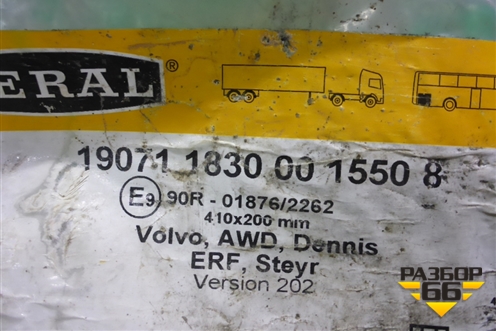 ERAL ®
19071 1830 00 1550 8
E9 90R - 01876/2262
410x200 mm
Volvo, AWD, Dennis
ERF, Steyr
Version 202
РАЗБОР
66